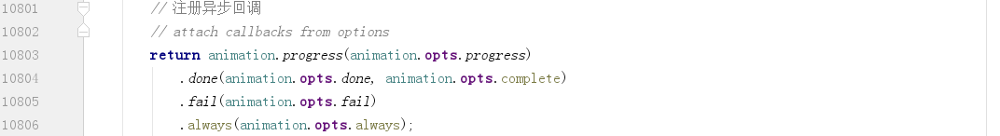 10801 // 注册异步回调
10802 // attach callbacks from options
10803 return animation.progress(animation.opts.progress)
10804 .done(animation.opts.done, animation.opts.complete)
10805 .fail(animation.opts.fail)
10806 .always(animation.opts.always);